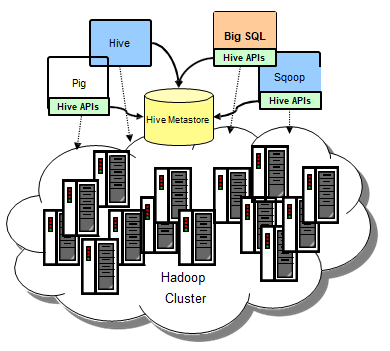 Hive
Big SQL
Hive APIs
Pig
Hive APIs
Sqoop
Hive APIs
Hive Metastore
Hadoop
Cluster